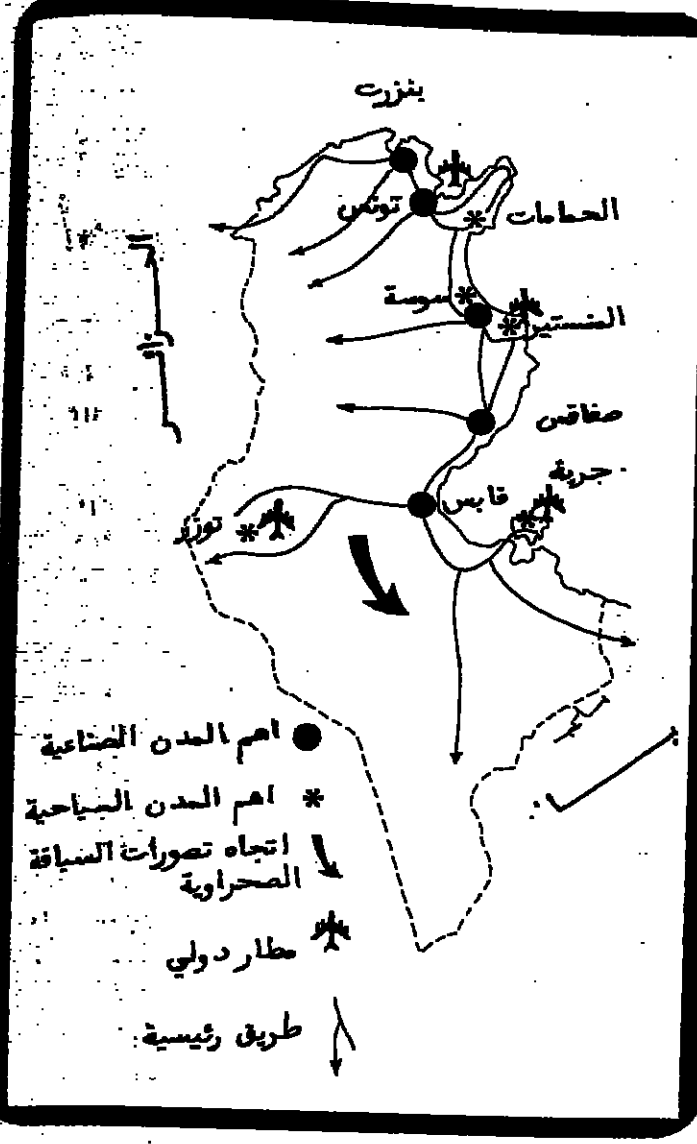 بنزرت
تونس
الحمامات
سوسة
المنستير
صفاقس
جربة
قابس
توزر
اهم المدن الصناعية
اهم المدن السياحية
اتجاه تصورات السياقة
الصحراوية
مطار دولي
طريق رئيسية